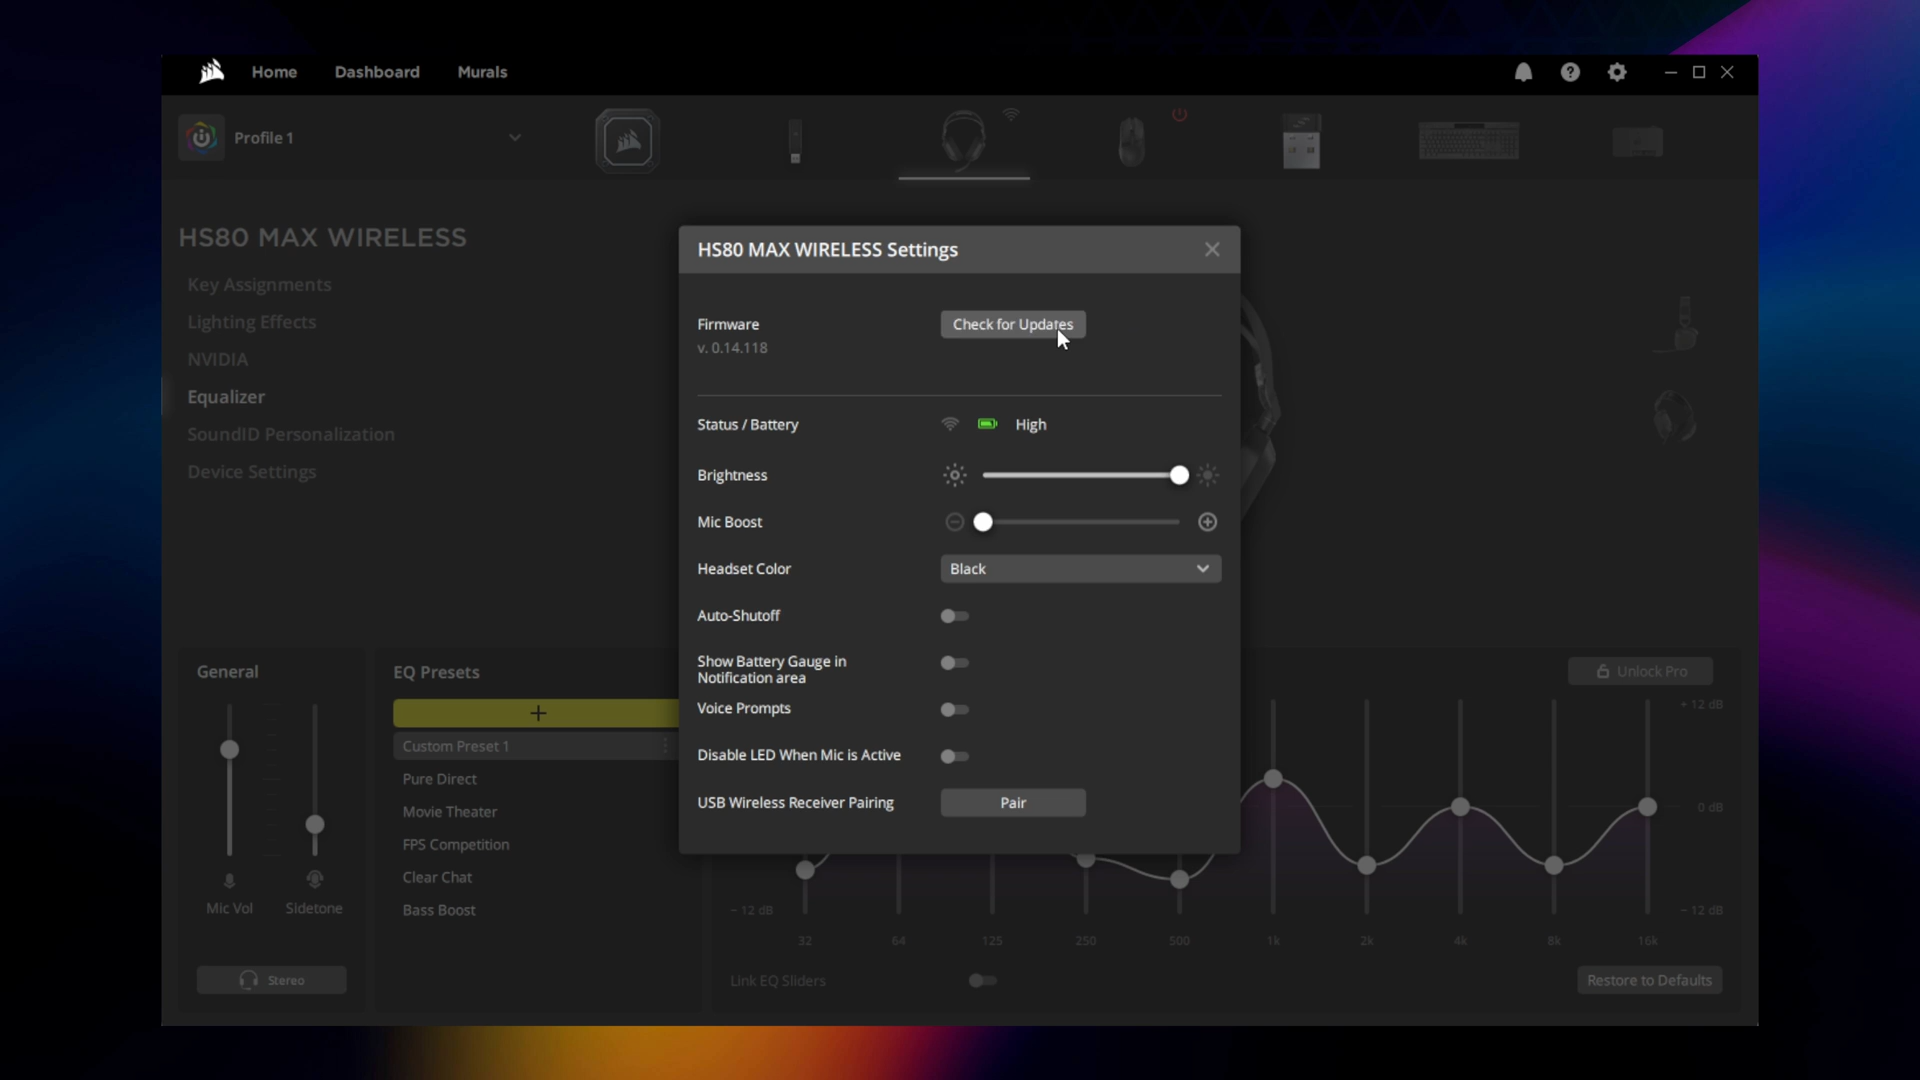 Home
Dashboard
Murals
Profile 1
HS80 MAX WIRELESS
Key Assignments
Lighting Effects
NVIDIA
Equalizer
SoundID Personalization
Device Settings
HS80 MAX WIRELESS Settings
Firmware
Check for Updates
v. 0.14.118
Status / Battery
High
Brightness
Mic Boost
Headset Color
Black
Auto-Shutoff
Show Battery Gauge in
Notification area
Voice Prompts
Disable LED When Mic is Active
USB Wireless Receiver Pairing
Pair
General
Mic Vol
Sidetone
Stereo
EQ Presets
+
Custom Preset 1
Pure Direct
Movie Theater
FPS Competition
Clear Chat
Bass Boost
Unlock Pro
+ 12 dB
0 dB
− 12 dB
− 12 dB
32
64
125
250
500
1k
2k
4k
8k
16k
Link EQ Sliders
Restore to Defaults